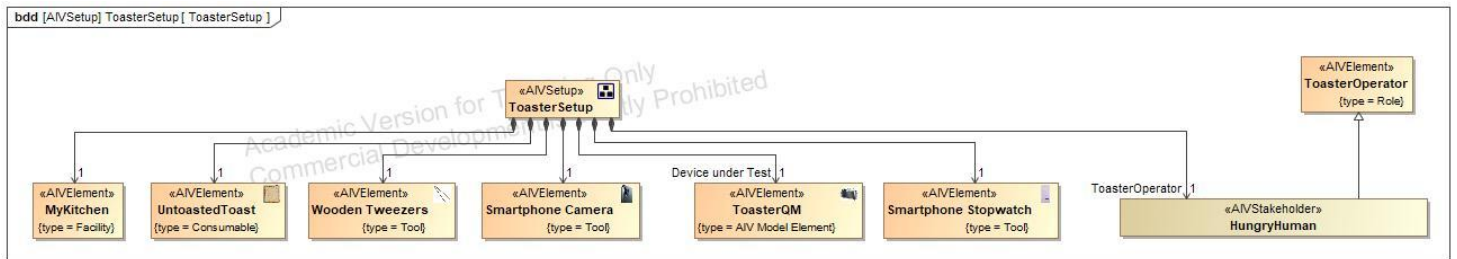 bdd [AIVSetup] ToasterSetup [ ToasterSetup ]
«AIVElement»
ToasterOperator
{type = Role}
«AIVSetup»
ToasterSetup
Academic Version for Only
Commercial Development Prohibited
1
1
1
1
Device under Test 1
1
ToasterOperator 1
«AIVElement»
MyKitchen
{type = Facility}
«AIVElement»
UntoastedToast
{type = Consumable}
«AIVElement»
Wooden Tweezers
{type = Tool}
«AIVElement»
Smartphone Camera
{type = Tool}
«AIVElement»
ToasterQM
{type = AIV Model Element}
«AIVElement»
Smartphone Stopwatch
{type = Tool}
«AIVStakeholder»
HungryHuman